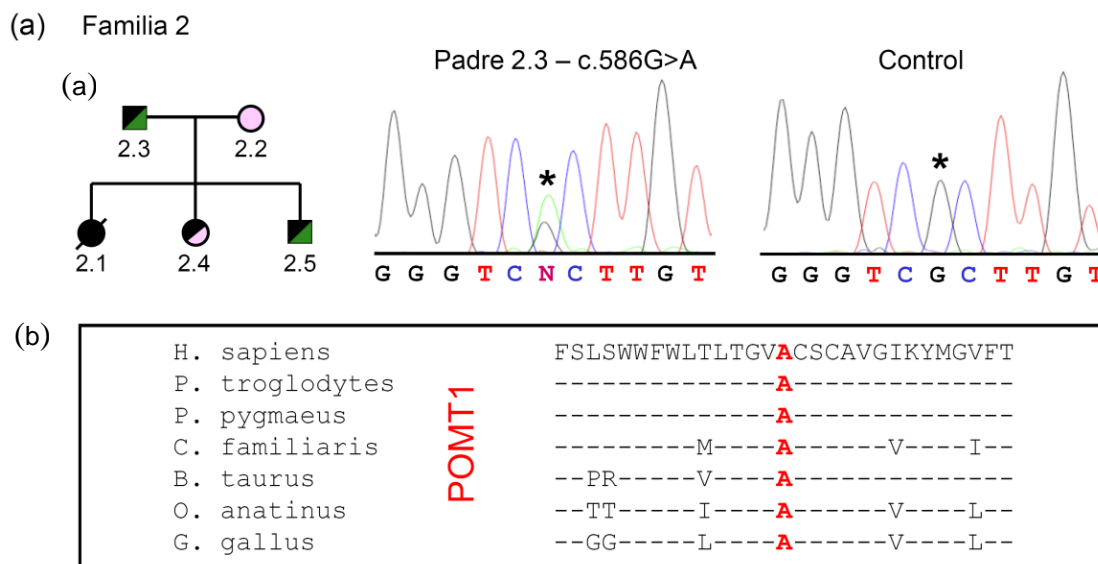 (a) Familia 2
(a)
2.3 2.2
2.1 2.4 2.5
Padre 2.3 – c.586G>A
*
G G G T C N C T T G T
Control
*
G G G T C G C T T G T
(b)
POMT1
H. sapiens FSLSWWFWLTLTGVACSCAVGIKYMGVFT
P. troglodytes --------------A--------------
P. pygmaeus --------------A--------------
C. familiaris ---------M----A------V----I--
B. taurus --PR-----V----A--------------
O. anatinus --TT-----I----A------V----L--
G. gallus --GG-----L----A------V----L--